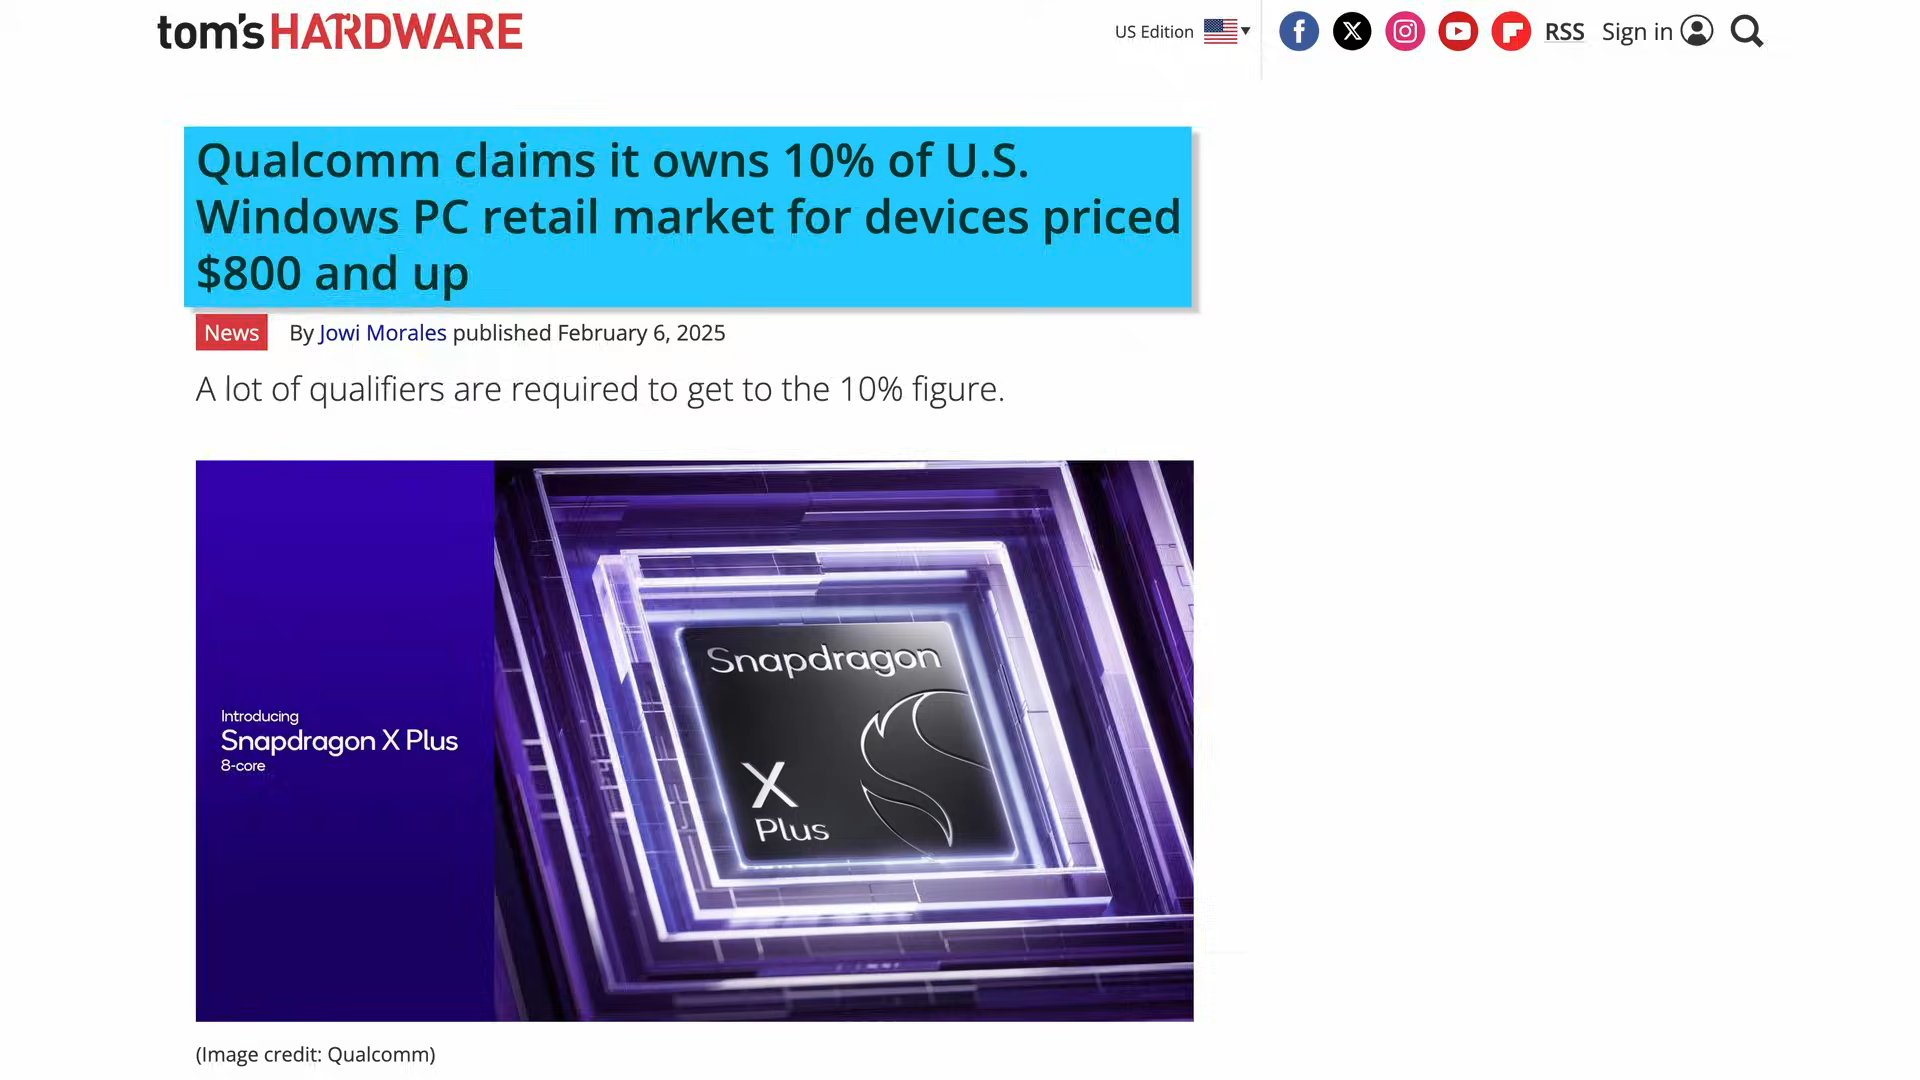 tom's HARDWARE
US Edition
RSS
Sign in
Qualcomm claims it owns 10% of U.S.
Windows PC retail market for devices priced
$800 and up
News
By Jowi Morales published February 6, 2025
A lot of qualifiers are required to get to the 10% figure.
Introducing
Snapdragon X Plus
8-core
Snapdragon
X
Plus
(Image credit: Qualcomm)